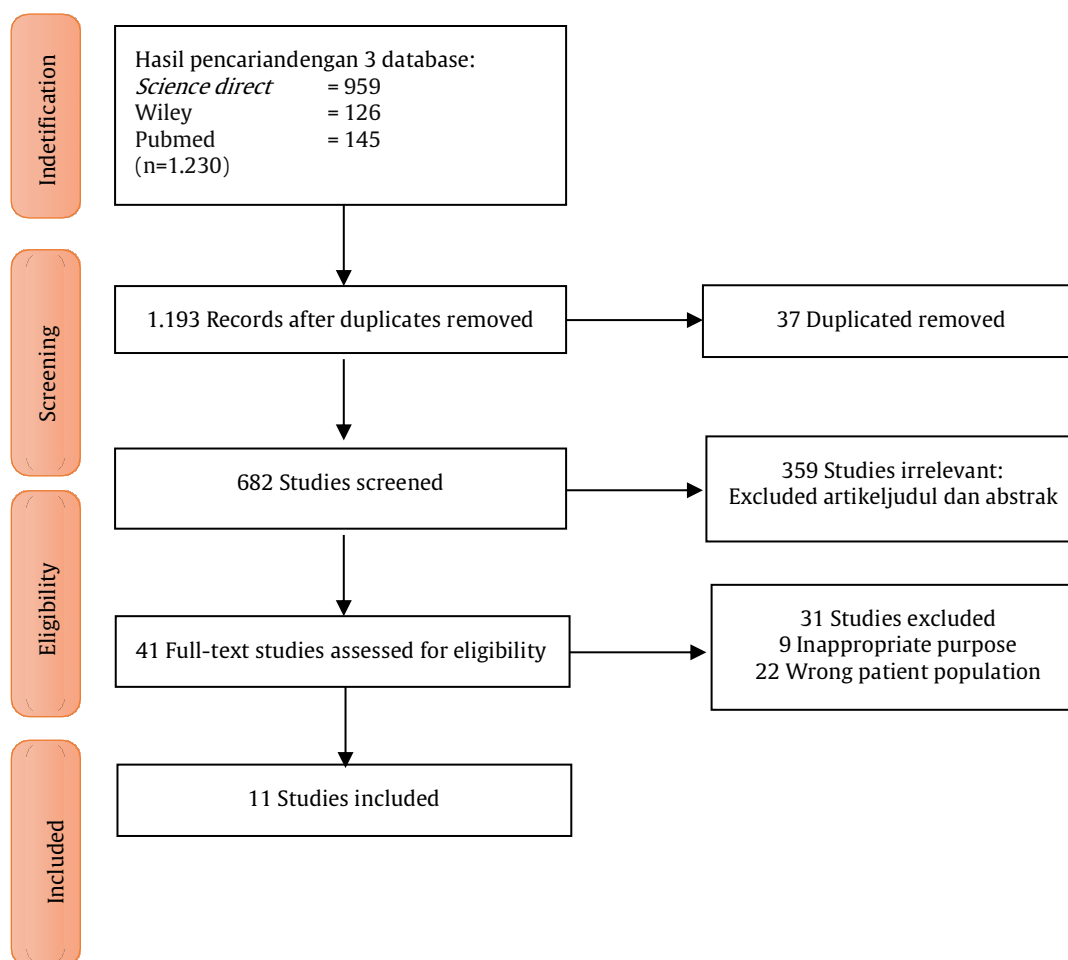 Indetification
Hasil pencariandengan 3 database:
Science direct = 959
Wiley = 126
Pubmed = 145
(n=1.230)
Screening
1.193 Records after duplicates removed
37 Duplicated removed
682 Studies screened
359 Studies irrelevant:
Excluded artikeljudul dan abstrak
Eligibility
41 Full-text studies assessed for eligibility
31 Studies excluded
9 Inappropriate purpose
22 Wrong patient population
Included
11 Studies included